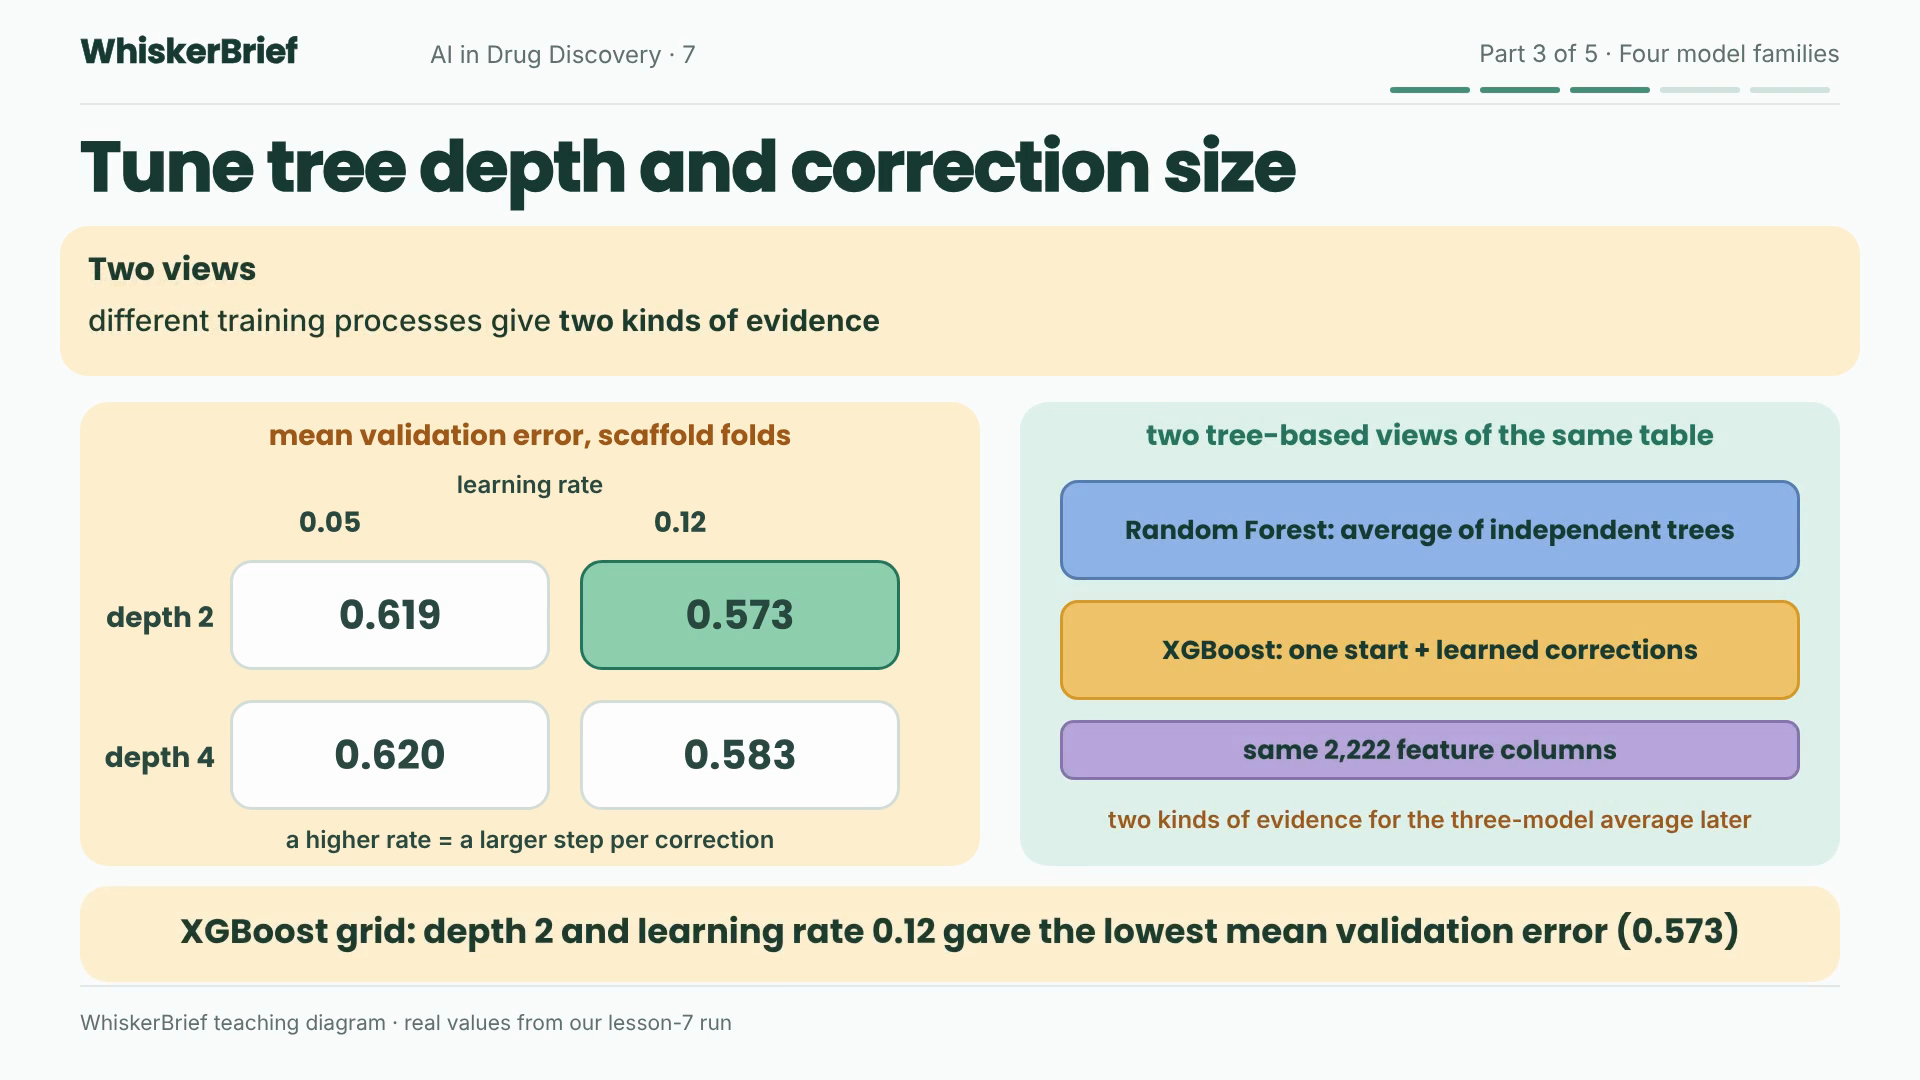 WhiskerBrief
AI in Drug Discovery · 7
Part 3 of 5 · Four model families
Tune tree depth and correction size
Two views
different training processes give two kinds of evidence
mean validation error, scaffold folds
learning rate
0.05 0.12
depth 2 0.619 0.573
depth 4 0.620 0.583
a higher rate = a larger step per correction
two tree-based views of the same table
Random Forest: average of independent trees
XGBoost: one start + learned corrections
same 2,222 feature columns
two kinds of evidence for the three-model average later
XGBoost grid: depth 2 and learning rate 0.12 gave the lowest mean validation error (0.573)
WhiskerBrief teaching diagram · real values from our lesson-7 run